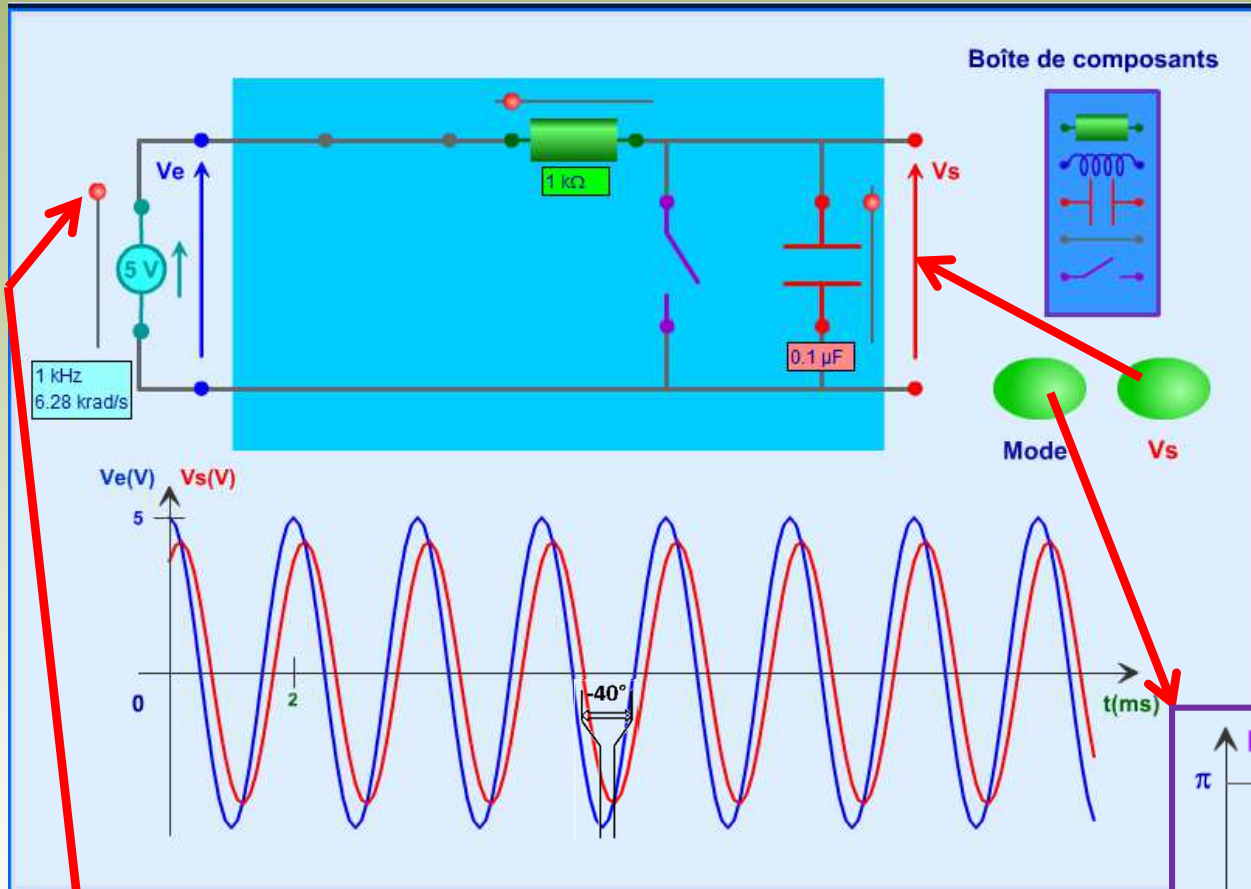 Boîte de composants
Ve
1 kΩ
Vs
5 V
0.1 µF
1 kHz
6.28 krad/s
Mode
Vs
Ve(V) Vs(V)
5
0
2
-40°
t(ms)
π